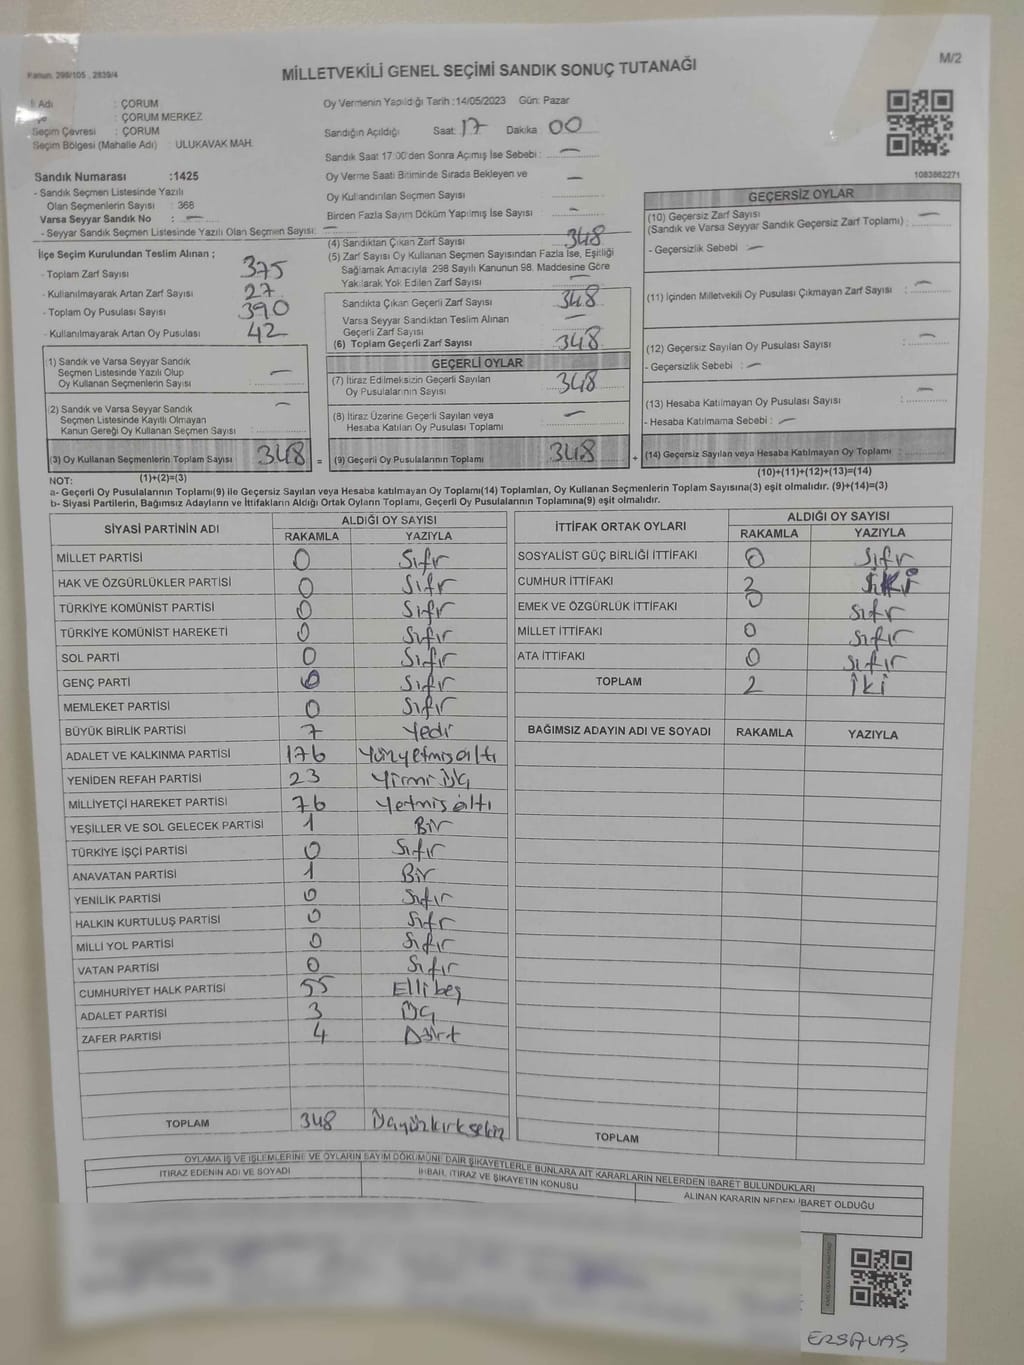 Kanun: 298/105 , 2839/4
MİLLETVEKİLİ GENEL SEÇİMİ SANDIK SONUÇ TUTANAĞI
M/2
İl Adı : ÇORUM
: ÇORUM MERKEZ
Seçim Çevresi : ÇORUM
Seçim Bölgesi (Mahalle Adı) : ULUKAVAK MAH.
Oy Vermenin Yapıldığı Tarih :14/05/2023 Gün: Pazar
Sandığın Açıldığı Saat: 17 Dakika 00
Sandık Saat 17:00'den Sonra Açımış İse Sebebi : —
Oy Verme Saati Bitiminde Sırada Bekleyen ve
Oy Kullandırılan Seçmen Sayısı —
Birden Fazla Sayım Döküm Yapılmış İse Sayısı : —
1083862271
Sandık Numarası :1425
- Sandık Seçmen Listesinde Yazılı
Olan Seçmenlerin Sayısı : 368
Varsa Seyyar Sandık No : —
- Seyyar Sandık Seçmen Listesinde Yazılı Olan Seçmen Sayısı: —
İlçe Seçim Kurulundan Teslim Alınan ;
- Toplam Zarf Sayısı 375
- Kullanılmayarak Artan Zarf Sayısı 27
- Toplam Oy Pusulası Sayısı 390
- Kullanılmayarak Artan Oy Pusulası 42
(1) Sandık ve Varsa Seyyar Sandık
Seçmen Listesinde Yazılı Olup
Oy Kullanan Seçmenlerin Sayısı : —
(2) Sandık ve Varsa Seyyar Sandık
Seçmen Listesinde Kayıtlı Olmayan
Kanun Gereği Oy Kullanan Seçmen Sayısı : —
(3) Oy Kullanan Seçmenlerin Toplam Sayısı 348 =
(1)+(2)=(3)
(4) Sandıktan Çıkan Zarf Sayısı 348
(5) Zarf Sayısı Oy Kullanan Seçmen Sayısından Fazla İse, Eşitliği
Sağlamak Amacıyla 298 Sayılı Kanunun 98. Maddesine Göre
Yakılarak Yok Edilen Zarf Sayısı : —
Sandıkta Çıkan Geçerli Zarf Sayısı 348
Varsa Seyyar Sandıktan Teslim Alınan
Geçerli Zarf Sayısı —
(6) Toplam Geçerli Zarf Sayısı 348
GEÇERLİ OYLAR
(7) İtiraz Edilmeksizin Geçerli Sayılan
Oy Pusulalarının Sayısı 348
(8) İtiraz Üzerine Geçerli Sayılan veya
Hesaba Katılan Oy Pusulası Toplamı : —
(9) Geçerli Oy Pusulalarının Toplamı 348 +
GEÇERSİZ OYLAR
(10) Geçersiz Zarf Sayısı
(Sandık ve Varsa Seyyar Sandık Geçersiz Zarf Toplamı) : —
- Geçersizlik Sebebi : —
(11) İçinden Milletvekili Oy Pusulası Çıkmayan Zarf Sayısı : —
(12) Geçersiz Sayılan Oy Pusulası Sayısı : —
- Geçersizlik Sebebi : —
(13) Hesaba Katılmayan Oy Pusulası Sayısı : —
- Hesaba Katılmama Sebebi : —
(14) Geçersiz Sayılan veya Hesaba Katılmayan Oy Toplamı :
(10)+(11)+(12)+(13)=(14)
NOT:
a- Geçerli Oy Pusulalarının Toplamı(9) ile Geçersiz Sayılan veya Hesaba katılmayan Oy Toplamı(14) Toplamları, Oy Kullanan Seçmenlerin Toplam Sayısına(3) eşit olmalıdır. (9)+(14)=(3)
b- Siyasi Partilerin, Bağımsız Adayların ve İttifakların Aldığı Ortak Oyların Toplamı, Geçerli Oy Pusulalarının Toplamına(9) eşit olmalıdır.
SİYASİ PARTİNİN ADI ALDIĞI OY SAYISI
RAKAMLA YAZIYLA
MİLLET PARTİSİ 0 Sıfır
HAK VE ÖZGÜRLÜKLER PARTİSİ 0 Sıfır
TÜRKİYE KOMÜNİST PARTİSİ 0 Sıfır
TÜRKİYE KOMÜNİST HAREKETİ 0 Sıfır
SOL PARTİ 0 Sıfır
GENÇ PARTİ 0 Sıfır
MEMLEKET PARTİSİ 0 Sıfır
BÜYÜK BİRLİK PARTİSİ 7 Yedi
ADALET VE KALKINMA PARTİSİ 176 Yüzyetmişaltı
YENİDEN REFAH PARTİSİ 23 Yirmi üç
MİLLİYETÇİ HAREKET PARTİSİ 76 Yetmiş altı
YEŞİLLER VE SOL GELECEK PARTİSİ 1 Bir
TÜRKİYE İŞÇİ PARTİSİ 0 Sıfır
ANAVATAN PARTİSİ 1 Bir
YENİLİK PARTİSİ 0 Sıfır
HALKIN KURTULUŞ PARTİSİ 0 Sıfır
MİLLİ YOL PARTİSİ 0 Sıfır
VATAN PARTİSİ 0 Sıfır
CUMHURİYET HALK PARTİSİ 55 Ellibeş
ADALET PARTİSİ 3 Üç
ZAFER PARTİSİ 4 Dört
TOPLAM 348 Üçyüzkırksekiz
İTTİFAK ORTAK OYLARI ALDIĞI OY SAYISI
RAKAMLA YAZIYLA
SOSYALİST GÜÇ BİRLİĞİ İTTİFAKI 0 Sıfır
CUMHUR İTTİFAKI 2 İki
EMEK VE ÖZGÜRLÜK İTTİFAKI 0 sıfır
MİLLET İTTİFAKI 0 sıfır
ATA İTTİFAKI 0 sıfır
TOPLAM 2 İki
BAĞIMSIZ ADAYIN ADI VE SOYADI RAKAMLA YAZIYLA
TOPLAM
OYLAMA İŞ VE İŞLEMLERİNE VE OYLARIN SAYIM DÖKÜMÜNE DAİR ŞİKAYETLERLE BUNLARA AİT KARARLARIN NELERDEN İBARET BULUNDUKLARI
İTİRAZ EDENİN ADI VE SOYADI
İHBAR, İTİRAZ VE ŞİKAYETİN KONUSU
ALINAN KARARIN NEDEN İBARET OLDUĞU
ERSAVAŞ